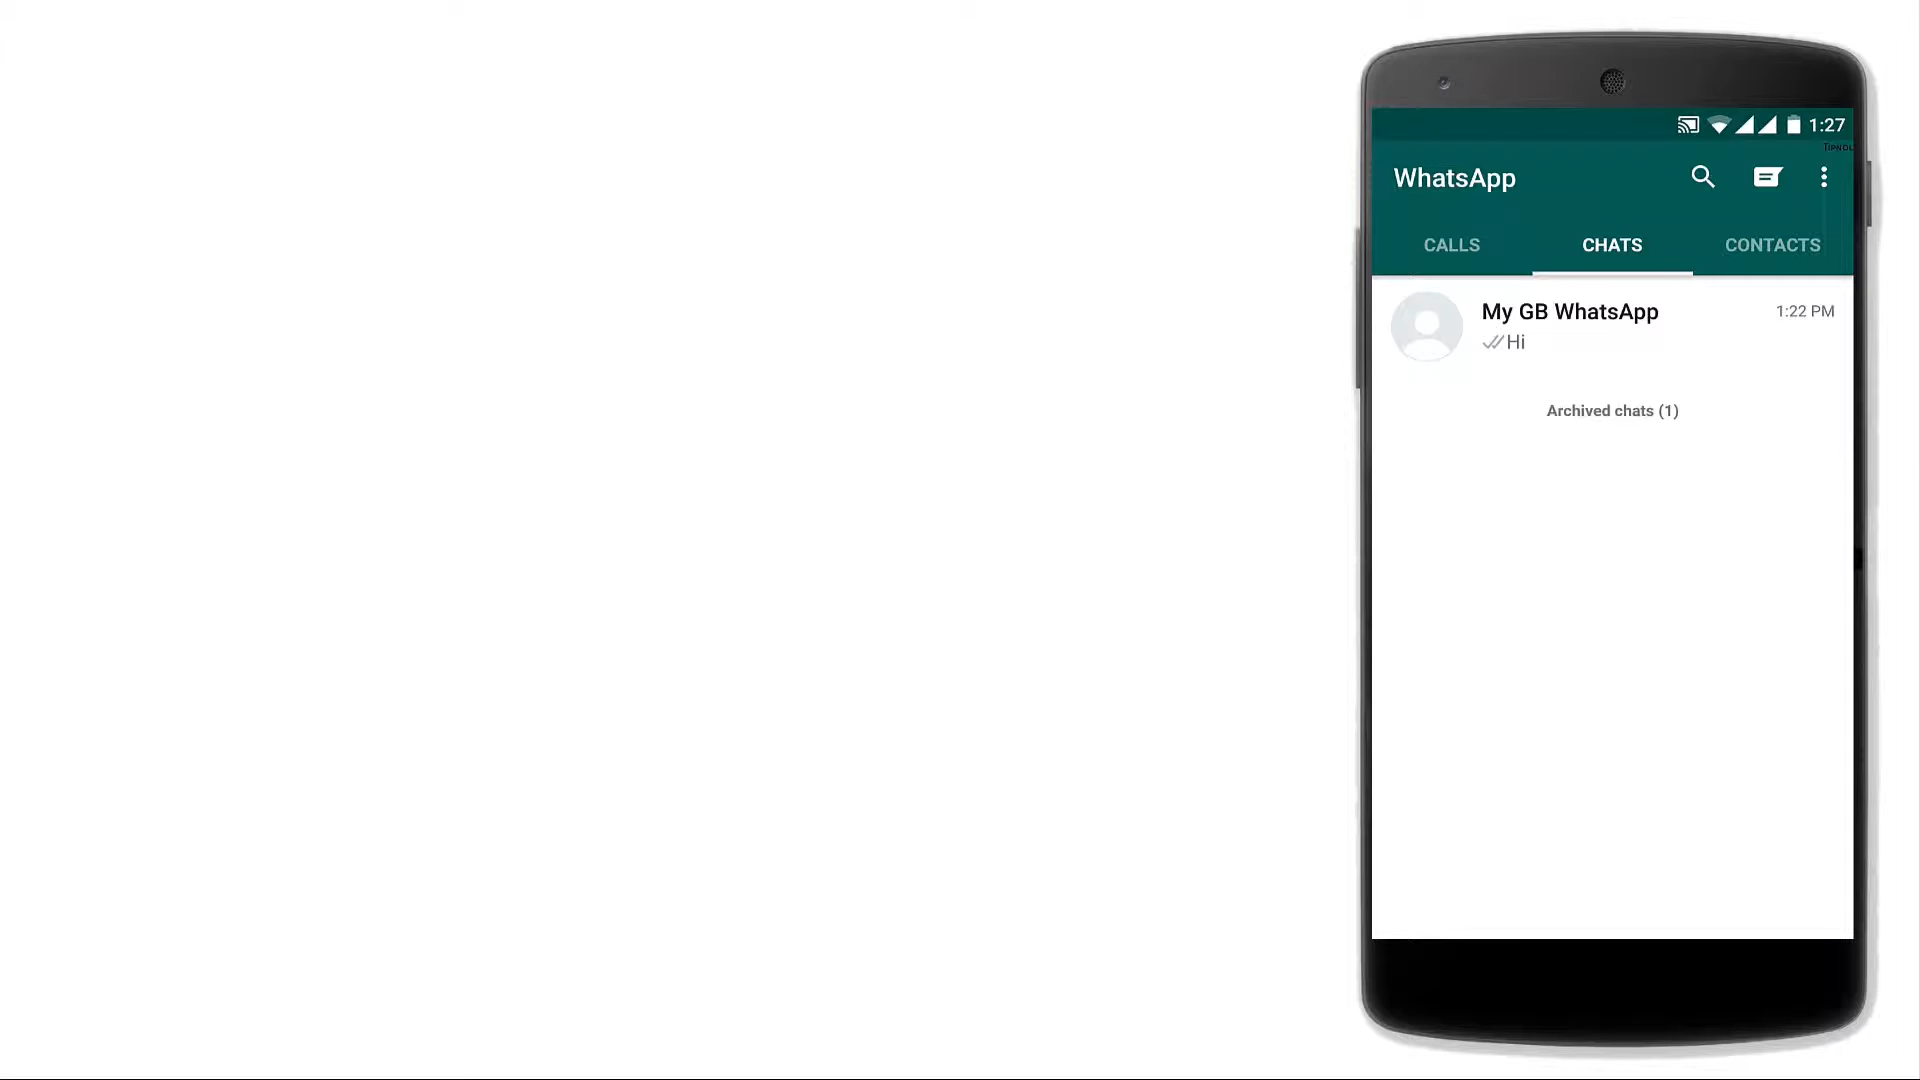 1:27
WhatsApp
CALLS CHATS CONTACTS
My GB WhatsApp 1:22 PM
Hi
Archived chats (1)